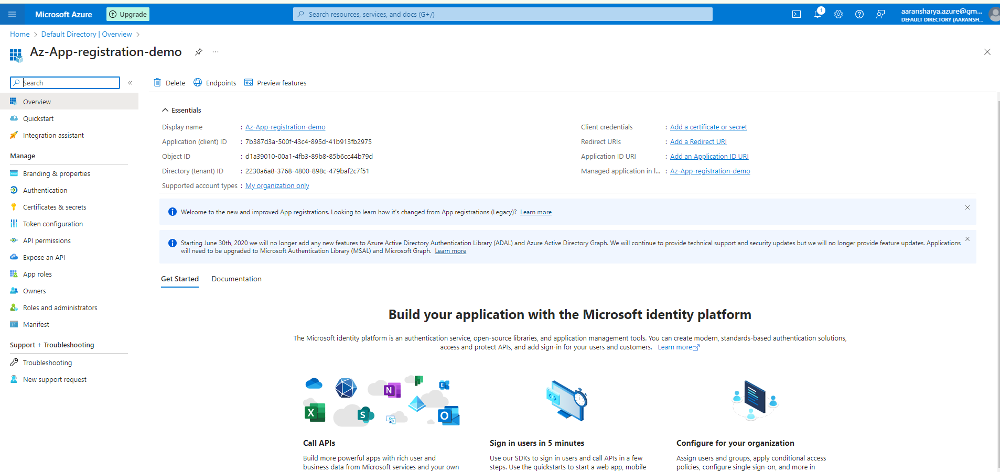 Microsoft Azure
Upgrade
Search resources, services, and docs (G+/)
1
aaransharya.azure@gm...
DEFAULT DIRECTORY (AARANSH...
Home > Default Directory | Overview >
Az-App-registration-demo
Search
Delete
Endpoints
Preview features
Overview
Quickstart
Integration assistant
Manage
Branding & properties
Authentication
Certificates & secrets
Token configuration
API permissions
Expose an API
App roles
Owners
Roles and administrators
Manifest
Support + Troubleshooting
Troubleshooting
New support request
Essentials
Display name : Az-App-registration-demo
Application (client) ID : 7b387d3a-500f-43c4-895d-41b913fb2975
Object ID : d1a39010-00a1-4fb3-89b8-85b6cc44b79d
Directory (tenant) ID : 2230a6a8-3768-4800-898c-479baf2c7f51
Supported account types : My organization only
Client credentials : Add a certificate or secret
Redirect URIs : Add a Redirect URI
Application ID URI : Add an Application ID URI
Managed application in l... : Az-App-registration-demo
Welcome to the new and improved App registrations. Looking to learn how it's changed from App registrations (Legacy)? Learn more
Starting June 30th, 2020 we will no longer add any new features to Azure Active Directory Authentication Library (ADAL) and Azure Active Directory Graph. We will continue to provide technical support and security updates but we will no longer provide feature updates. Applications
will need to be upgraded to Microsoft Authentication Library (MSAL) and Microsoft Graph. Learn more
Get Started
Documentation
Build your application with the Microsoft identity platform
The Microsoft identity platform is an authentication service, open-source libraries, and application management tools. You can create modern, standards-based authentication solutions,
access and protect APIs, and add sign-in for your users and customers. Learn more
N
E
X
S
O
Call APIs
Build more powerful apps with rich user and
business data from Microsoft services and your own
Sign in users in 5 minutes
Use our SDKs to sign in users and call APIs in a few
steps. Use the quickstarts to start a web app, mobile
Configure for your organization
Assign users and groups, apply conditional access
policies, configure single sign-on, and more in